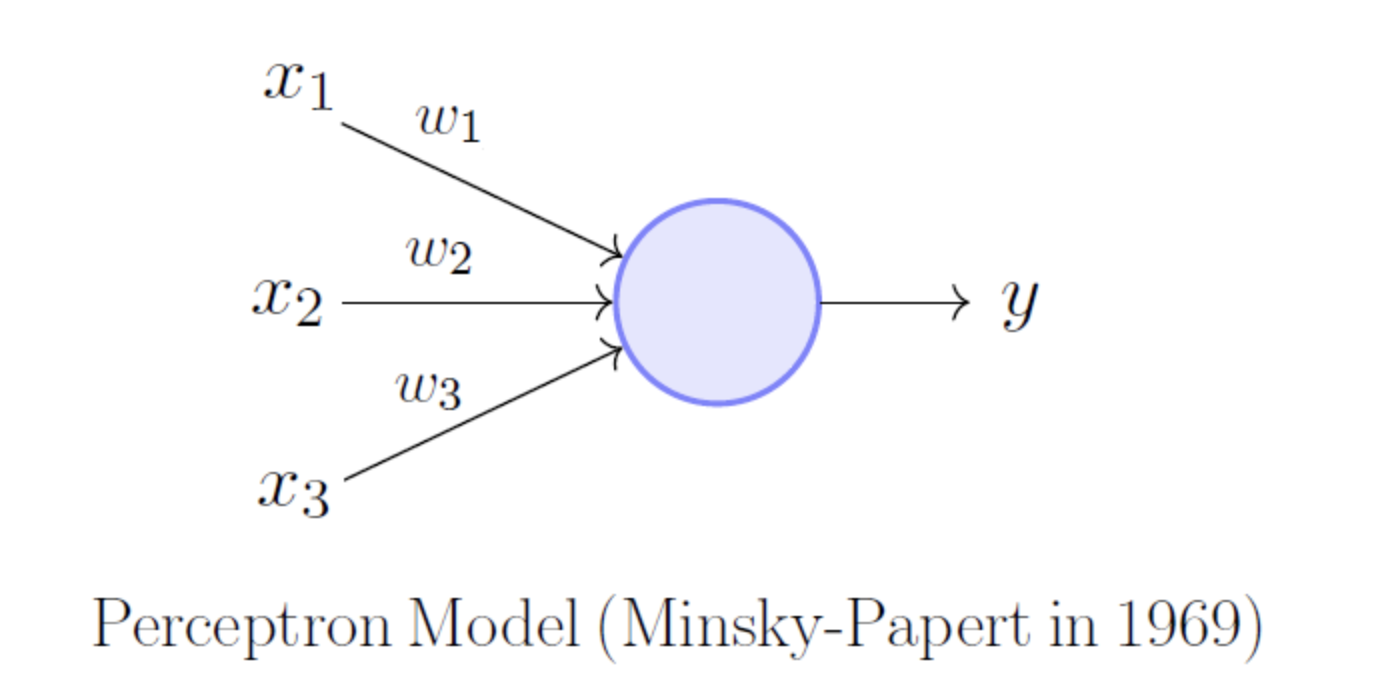 x1
w1
w2
x2
y
w3
x3
Perceptron Model (Minsky-Papert in 1969)